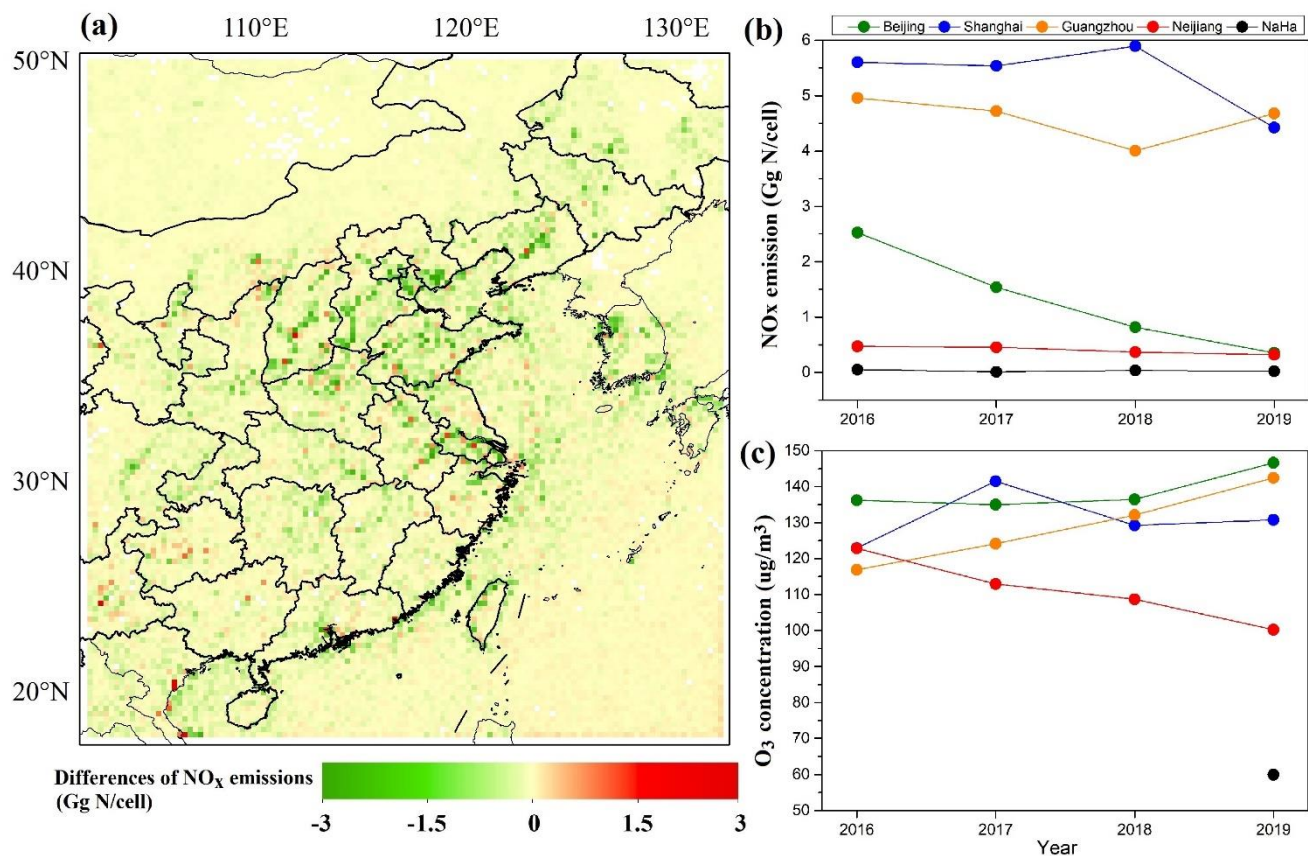 (a)
110°E 120°E 130°E
50°N
40°N
30°N
20°N
Differences of NOx emissions
(Gg N/cell)
-3 -1.5 0 1.5 3
(b)
Beijing Shanghai Guangzhou Neijiang NaHa
6
5
4
3
2
1
0
NOx emission (Gg N/cell)
2016 2017 2018 2019
(c)
150
140
130
120
110
100
90
80
70
60
50
O3 concentration (ug/m³)
2016 2017 2018 2019
Year